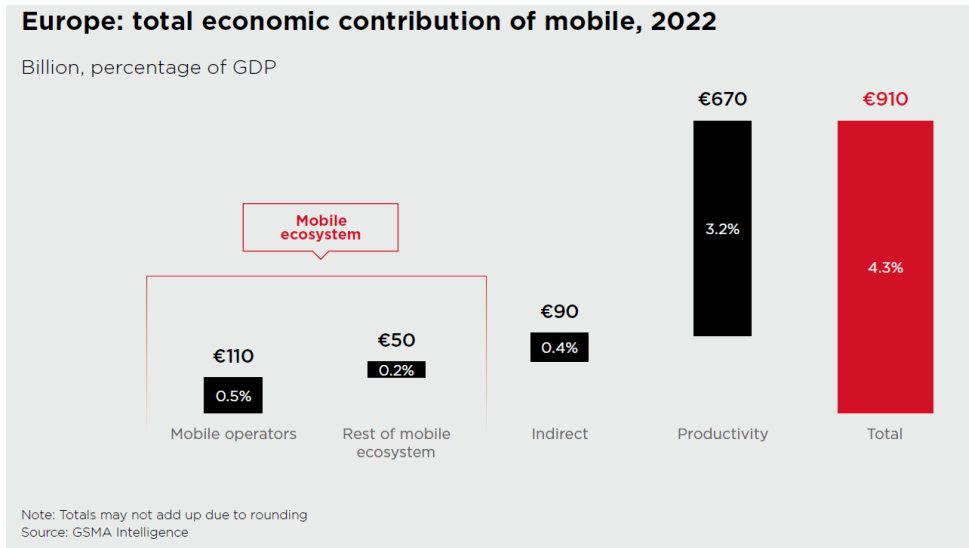 Europe: total economic contribution of mobile, 2022
Billion, percentage of GDP
Mobile
ecosystem
€110
0.5%
Mobile operators
€50
0.2%
Rest of mobile
ecosystem
€90
0.4%
Indirect
€670
3.2%
Productivity
€910
4.3%
Total
Note: Totals may not add up due to rounding
Source: GSMA Intelligence